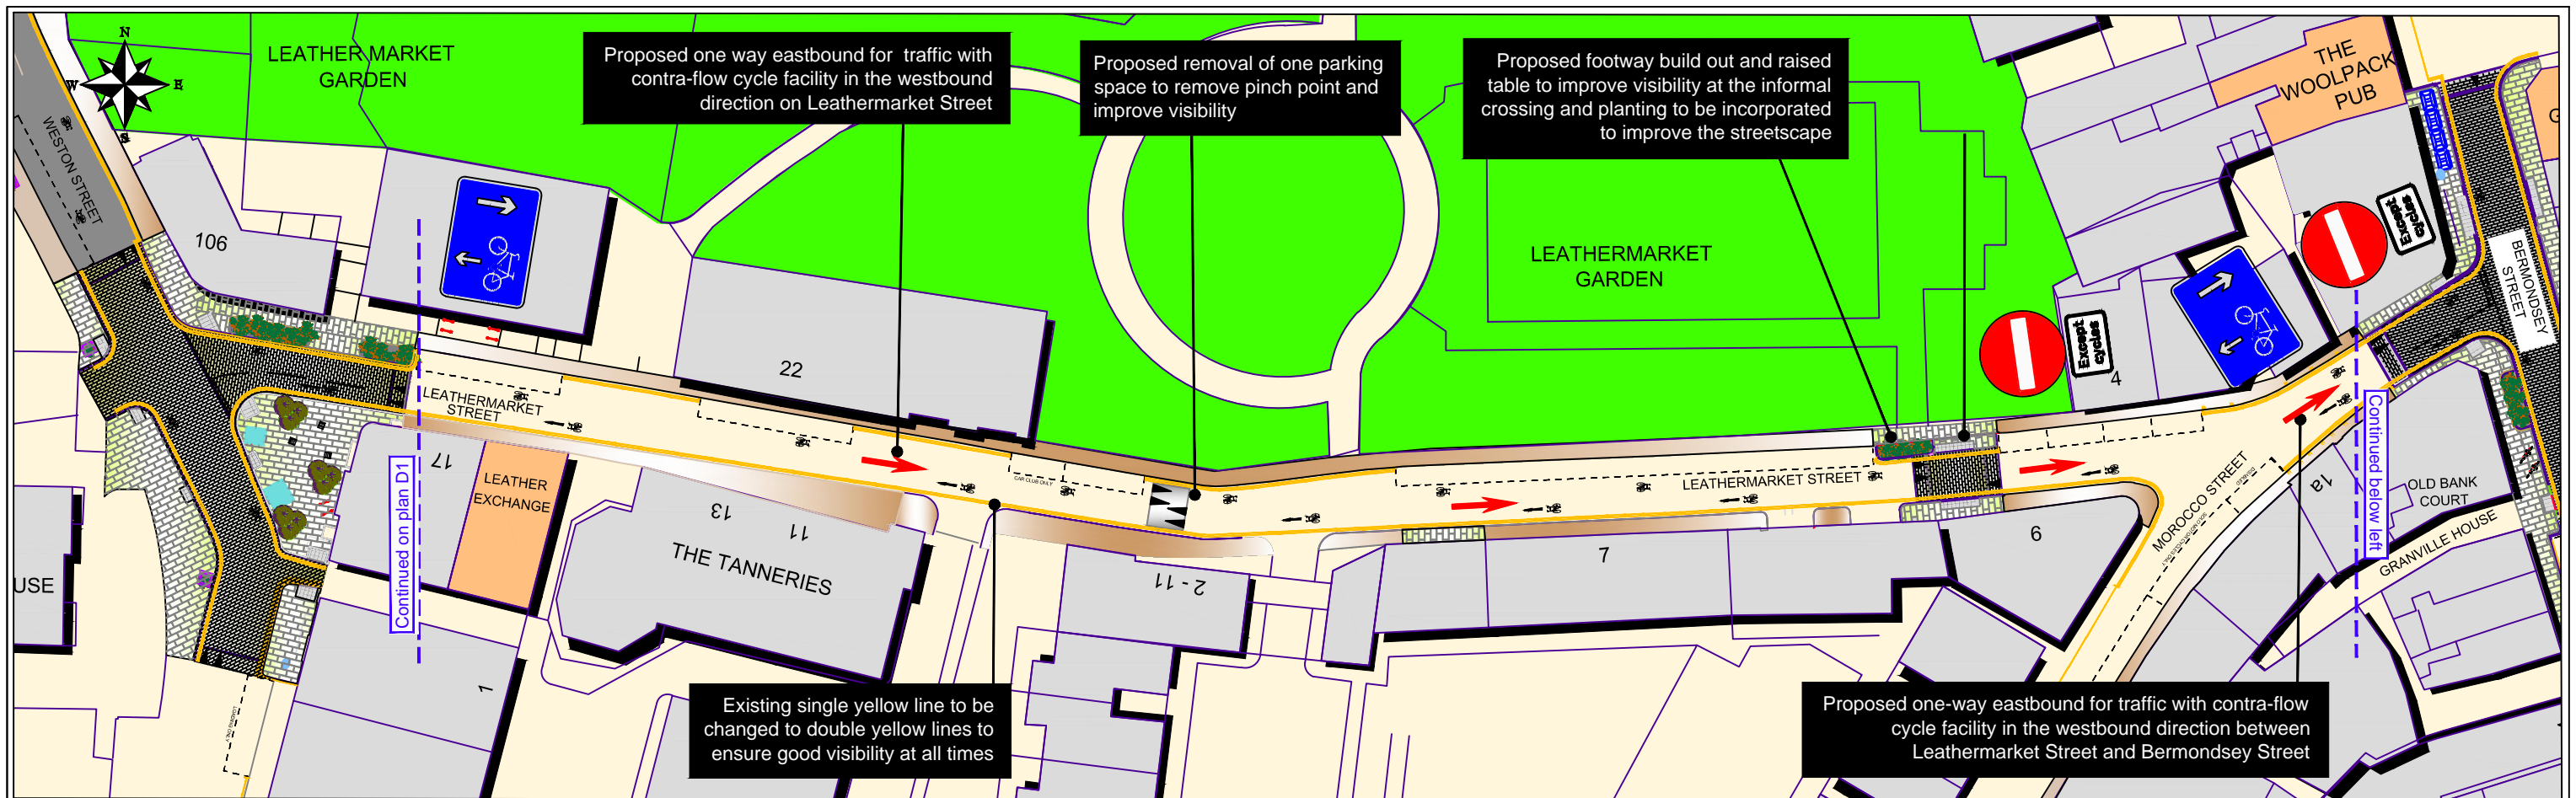 N
W
E
S
LEATHER MARKET
GARDEN
Proposed one way eastbound for traffic with
contra-flow cycle facility in the westbound
direction on Leathermarket Street
Proposed removal of one parking
space to remove pinch point and
improve visibility
Proposed footway build out and raised
table to improve visibility at the informal
crossing and planting to be incorporated
to improve the streetscape
THE
WOOLPACK
PUB
WESTON STREET
106
LEATHERMARKET
GARDEN
Except
cycles
Except
cycles
BERMONDSEY
STREET
22
4
LEATHERMARKET
STREET
Continued on plan D1
17
LEATHER
EXCHANGE
CAR CLUB ONLY
LEATHERMARKET STREET
MOROCCO STREET
1a
OLD BANK
COURT
GRANVILLE HOUSE
Continued below left
13
11
THE TANNERIES
2 - 11
7
6
USE
1
LOADING ONLY
Existing single yellow line to be
changed to double yellow lines to
ensure good visibility at all times
Proposed one-way eastbound for traffic with contra-flow
cycle facility in the westbound direction between
Leathermarket Street and Bermondsey Street